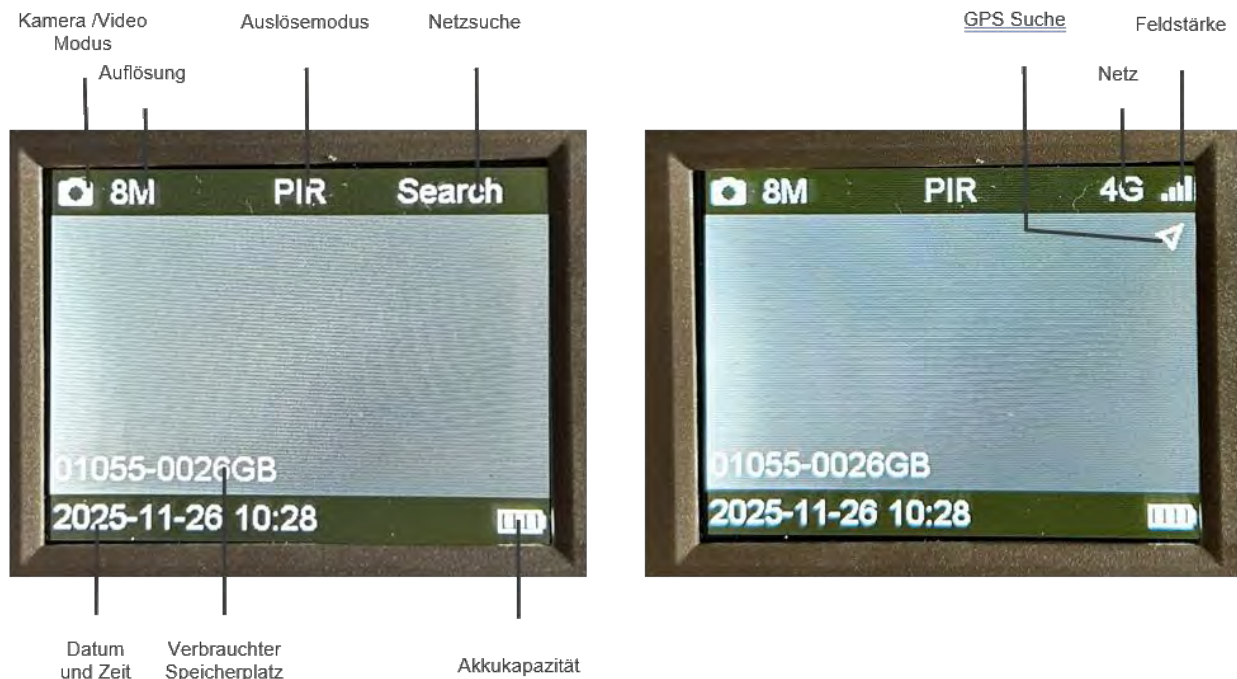 Kamera /Video
Modus
Auflösung
Auslösemodus
Netzsuche
8M
PIR
Search
01055-0026GB
2025-11-26 10:28
Datum
und Zeit
Verbrauchter
Speicherplatz
Akkukapazität
GPS Suche
Netz
Feldstärke
8M
PIR
4G
01055-0026GB
2025-11-26 10:28